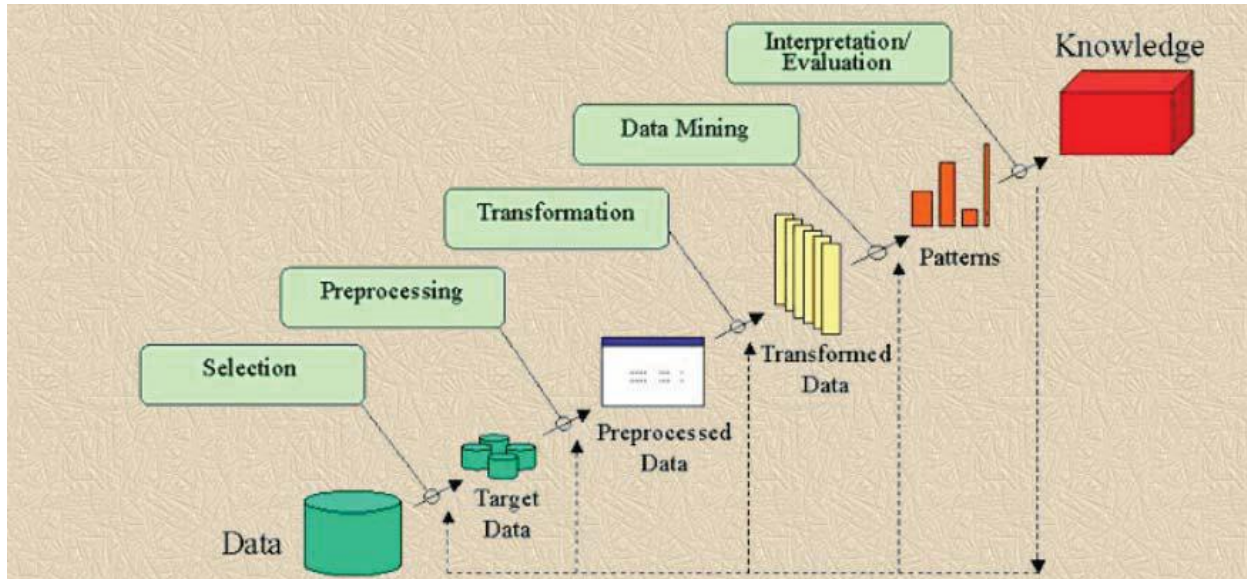 Interpretation/
Evaluation
Knowledge
Data Mining
Transformation
Patterns
Preprocessing
Transformed
Data
Selection
Preprocessed
Data
Target
Data
Data